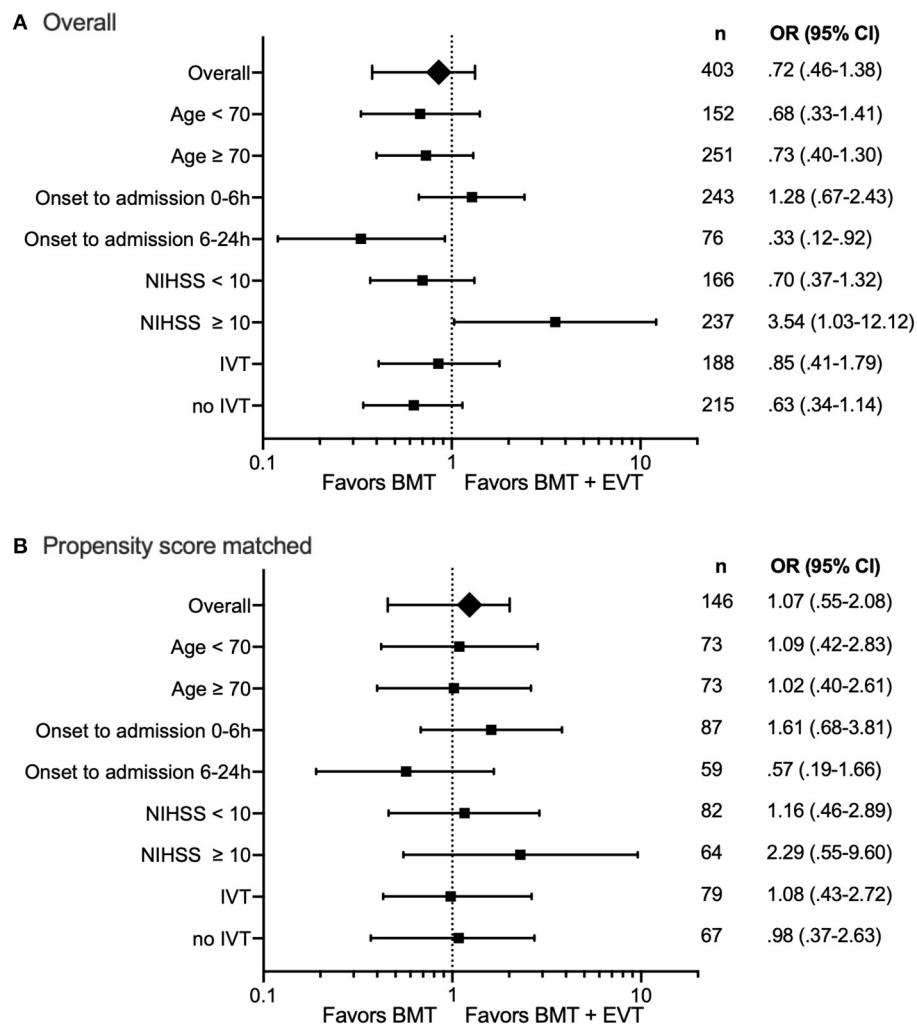 A Overall
n OR (95% CI)
Overall 403 .72 (.46-1.38)
Age < 70 152 .68 (.33-1.41)
Age ≥ 70 251 .73 (.40-1.30)
Onset to admission 0-6h 243 1.28 (.67-2.43)
Onset to admission 6-24h 76 .33 (.12-.92)
NIHSS < 10 166 .70 (.37-1.32)
NIHSS ≥ 10 237 3.54 (1.03-12.12)
IVT 188 .85 (.41-1.79)
no IVT 215 .63 (.34-1.14)
0.1 1 10
Favors BMT Favors BMT + EVT
B Propensity score matched
n OR (95% CI)
Overall 146 1.07 (.55-2.08)
Age < 70 73 1.09 (.42-2.83)
Age ≥ 70 73 1.02 (.40-2.61)
Onset to admission 0-6h 87 1.61 (.68-3.81)
Onset to admission 6-24h 59 .57 (.19-1.66)
NIHSS < 10 82 1.16 (.46-2.89)
NIHSS ≥ 10 64 2.29 (.55-9.60)
IVT 79 1.08 (.43-2.72)
no IVT 67 .98 (.37-2.63)
0.1 1 10
Favors BMT Favors BMT + EVT